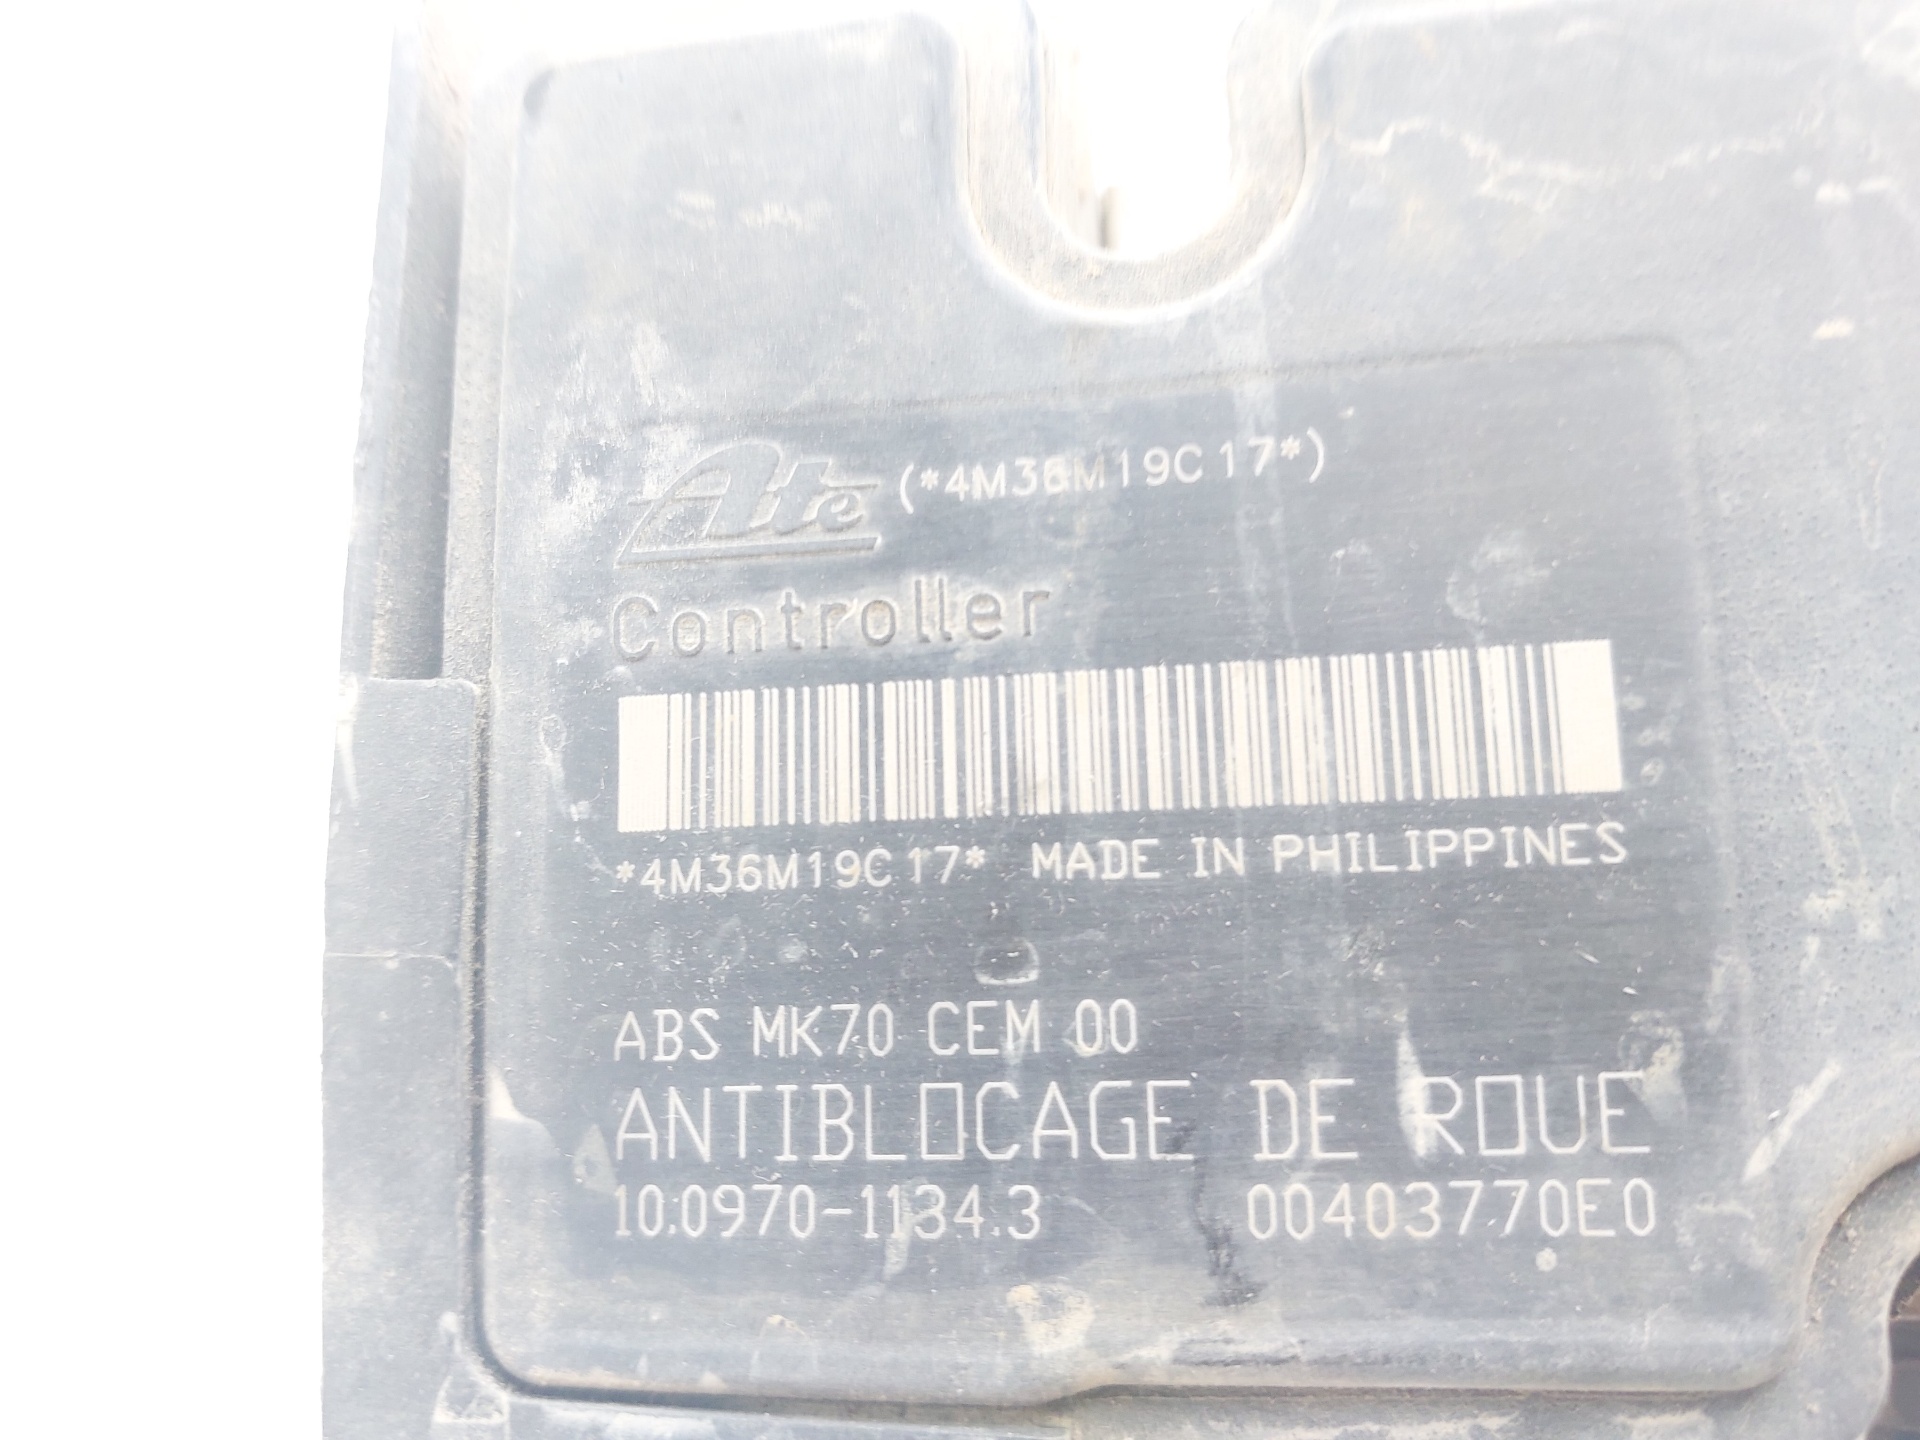 Ate (*4M36M19C17*)
Controller
*4M36M19C17* MADE IN PHILIPPINES
ABS MK70 CEM 00
ANTIBLOCAGE DE ROUE
10.0970-1134.3 00403770E0